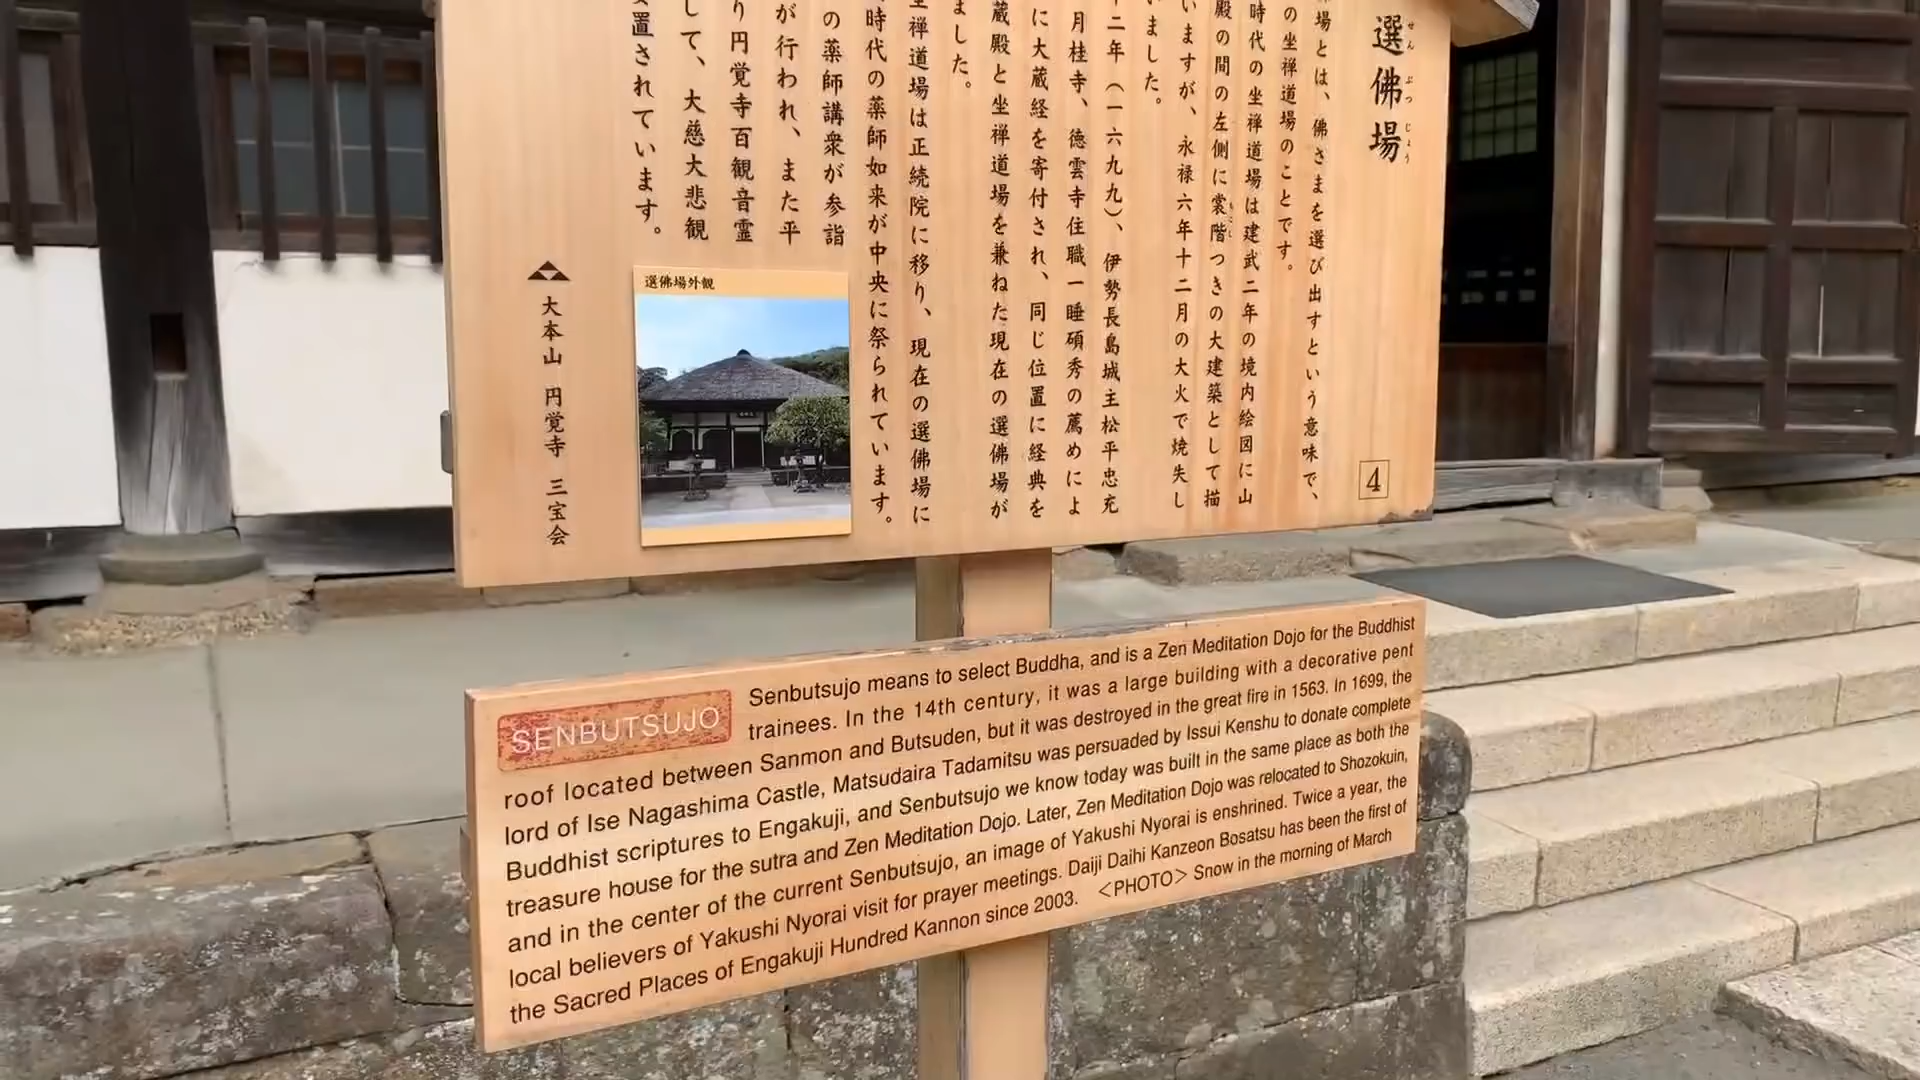 選佛場
せんぶつじょう
4
場とは、佛さまを選び出すという意味で、
の坐禅道場のことです。
時代の坐禅道場は建武二年の境内絵図に山
殿の間の左側に裳階つきの大建築として描
いますが、永禄六年十二月の大火で焼失し
いました。
十二年（一六九九）、伊勢長島城主松平忠充
月桂寺、徳雲寺住職一睡碩秀の薦めによ
に大蔵経を寄付され、同じ位置に経典を
蔵殿と坐禅道場を兼ねた現在の選佛場が
ました。
坐禅道場は正続院に移り、現在の選佛場に
時代の薬師如来が中央に祭られています。
の薬師講衆が参詣
が行われ、また平
り円覚寺百観音霊
して、大慈大悲観
安置されています。
選佛場外観
大本山 円覚寺 三宝会
SENBUTSUJO
Senbutsujo means to select Buddha, and is a Zen Meditation Dojo for the Buddhist
trainees. In the 14th century, it was a large building with a decorative pent
roof located between Sanmon and Butsuden, but it was destroyed in the great fire in 1563. In 1699, the
lord of Ise Nagashima Castle, Matsudaira Tadamitsu was persuaded by Issui Kenshu to donate complete
Buddhist scriptures to Engakuji, and Senbutsujo we know today was built in the same place as both the
treasure house for the sutra and Zen Meditation Dojo. Later, Zen Meditation Dojo was relocated to Shozokuin,
and in the center of the current Senbutsujo, an image of Yakushi Nyorai is enshrined. Twice a year, the
local believers of Yakushi Nyorai visit for prayer meetings. Daiji Daihi Kanzeon Bosatsu has been the first of
the Sacred Places of Engakuji Hundred Kannon since 2003. <PHOTO> Snow in the morning of March